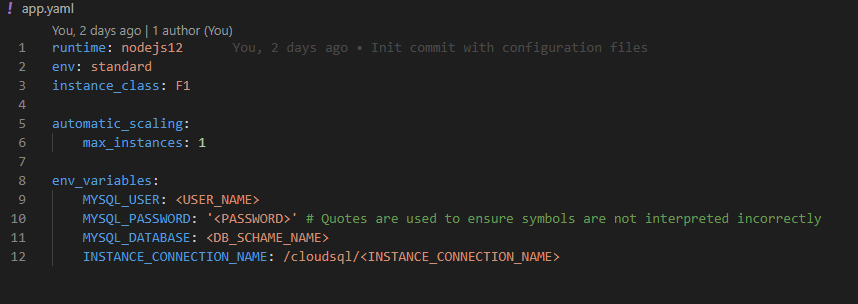 ! app.yaml
You, 2 days ago | 1 author (You)
1 runtime: nodejs12 You, 2 days ago • Init commit with configuration files
2 env: standard
3 instance_class: F1
4
5 automatic_scaling:
6 max_instances: 1
7
8 env_variables:
9 MYSQL_USER: <USER_NAME>
10 MYSQL_PASSWORD: '<PASSWORD>' # Quotes are used to ensure symbols are not interpreted incorrectly
11 MYSQL_DATABASE: <DB_SCHAME_NAME>
12 INSTANCE_CONNECTION_NAME: /cloudsql/<INSTANCE_CONNECTION_NAME>